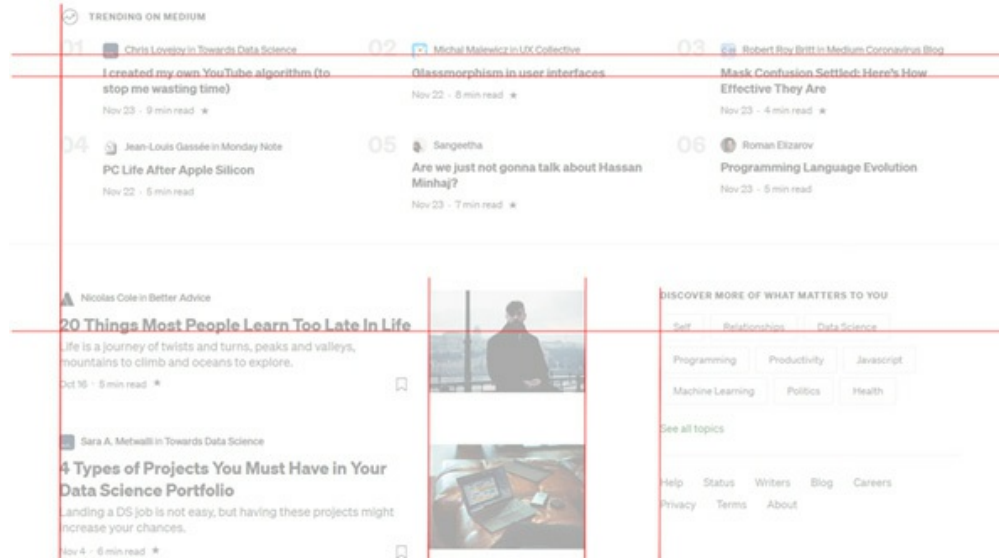 TRENDING ON MEDIUM
01
Chris Lovejoy in Towards Data Science
I created my own YouTube algorithm (to
stop me wasting time)
Nov 23 · 9 min read ★
02
Michal Malewicz in UX Collective
Glassmorphism in user interfaces
Nov 22 · 8 min read ★
03
Robert Roy Britt in Medium Coronavirus Blog
Mask Confusion Settled: Here's How
Effective They Are
Nov 23 · 4 min read ★
04
Jean-Louis Gassée in Monday Note
PC Life After Apple Silicon
Nov 22 · 5 min read
05
Sangeetha
Are we just not gonna talk about Hassan
Minhaj?
Nov 23 · 7 min read ★
06
Roman Elizarov
Programming Language Evolution
Nov 23 · 5 min read
Nicolas Cole in Better Advice
20 Things Most People Learn Too Late In Life
Life is a journey of twists and turns, peaks and valleys,
mountains to climb and oceans to explore.
Oct 16 · 5 min read ★
Sara A. Metwalli in Towards Data Science
4 Types of Projects You Must Have in Your
Data Science Portfolio
Landing a DS job is not easy, but having these projects might
increase your chances.
Nov 4 · 6 min read ★
DISCOVER MORE OF WHAT MATTERS TO YOU
Self Relationships Data Science
Programming Productivity Javascript
Machine Learning Politics Health
See all topics
Help Status Writers Blog Careers
Privacy Terms About